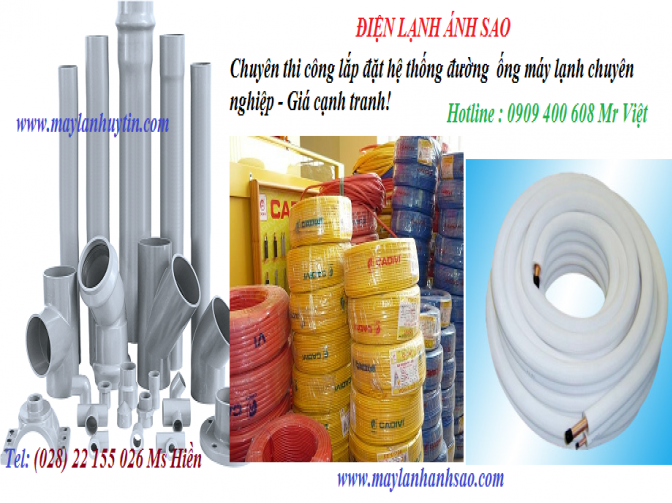 ĐIỆN LẠNH ÁNH SAO
Chuyên thi công lắp đặt hệ thống đường ống máy lạnh chuyên
nghiệp - Giá cạnh tranh!
Hotline : 0909 400 608 Mr Việt
www.maylanhuytin.com
CADIVI
CADIVI
CADIVI
CADIVI
Tel: (028) 22 155 026 Ms Hiền
www.maylanhanhsao.com